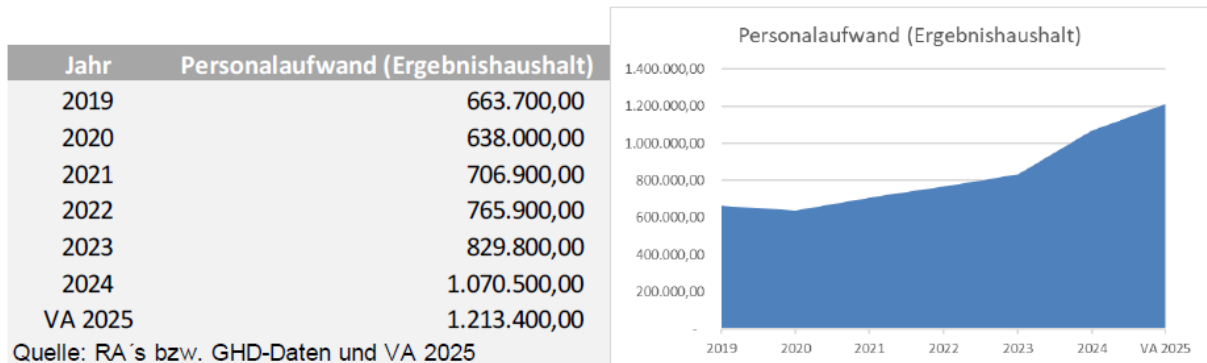 Jahr Personalaufwand (Ergebnishaushalt)
2019 663.700,00
2020 638.000,00
2021 706.900,00
2022 765.900,00
2023 829.800,00
2024 1.070.500,00
VA 2025 1.213.400,00
Quelle: RA´s bzw. GHD-Daten und VA 2025
Personalaufwand (Ergebnishaushalt)
1.400.000,00
1.200.000,00
1.000.000,00
800.000,00
600.000,00
400.000,00
200.000,00
-
2019 2020 2021 2022 2023 2024 VA 2025